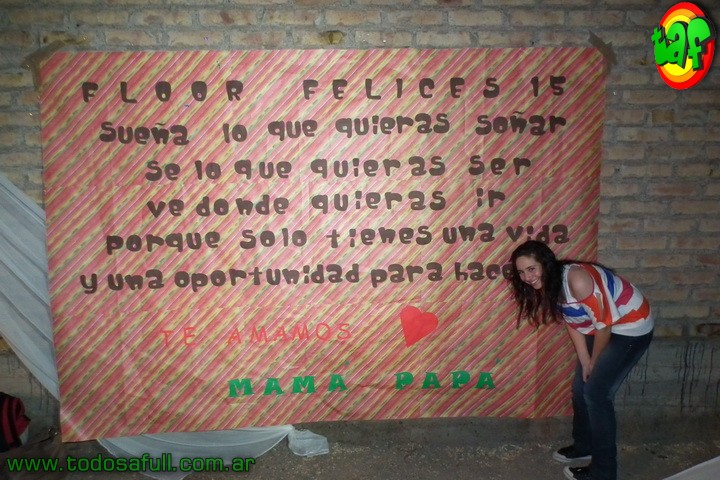 taf
FLOOR FELICES 15
Sueña lo que quieras soñar
Se lo que quieras ser
ve donde quieras ir
porque solo tienes una vida
y una oportunidad para
TE AMAMOS
MAMA PAPA
www.todosafull.com.ar